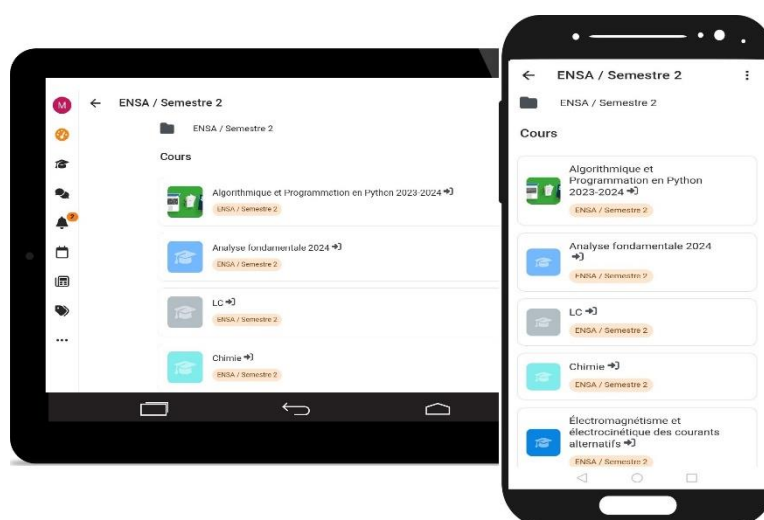 M
ENSA / Semestre 2
ENSA / Semestre 2
Cours
Algorithmique et Programmation en Python 2023-2024
ENSA / Semestre 2
2
Analyse fondamentale 2024
ENSA / Semestre 2
LC
ENSA / Semestre 2
Chimie
ENSA / Semestre 2
ENSA / Semestre 2
ENSA / Semestre 2
Cours
Algorithmique et
Programmation en Python
2023-2024
ENSA / Semestre 2
Analyse fondamentale 2024
ENSA / Semestre 2
LC
ENSA / Semestre 2
Chimie
ENSA / Semestre 2
Électromagnétisme et
électrocinétique des courants
alternatifs
ENSA / Semestre 2